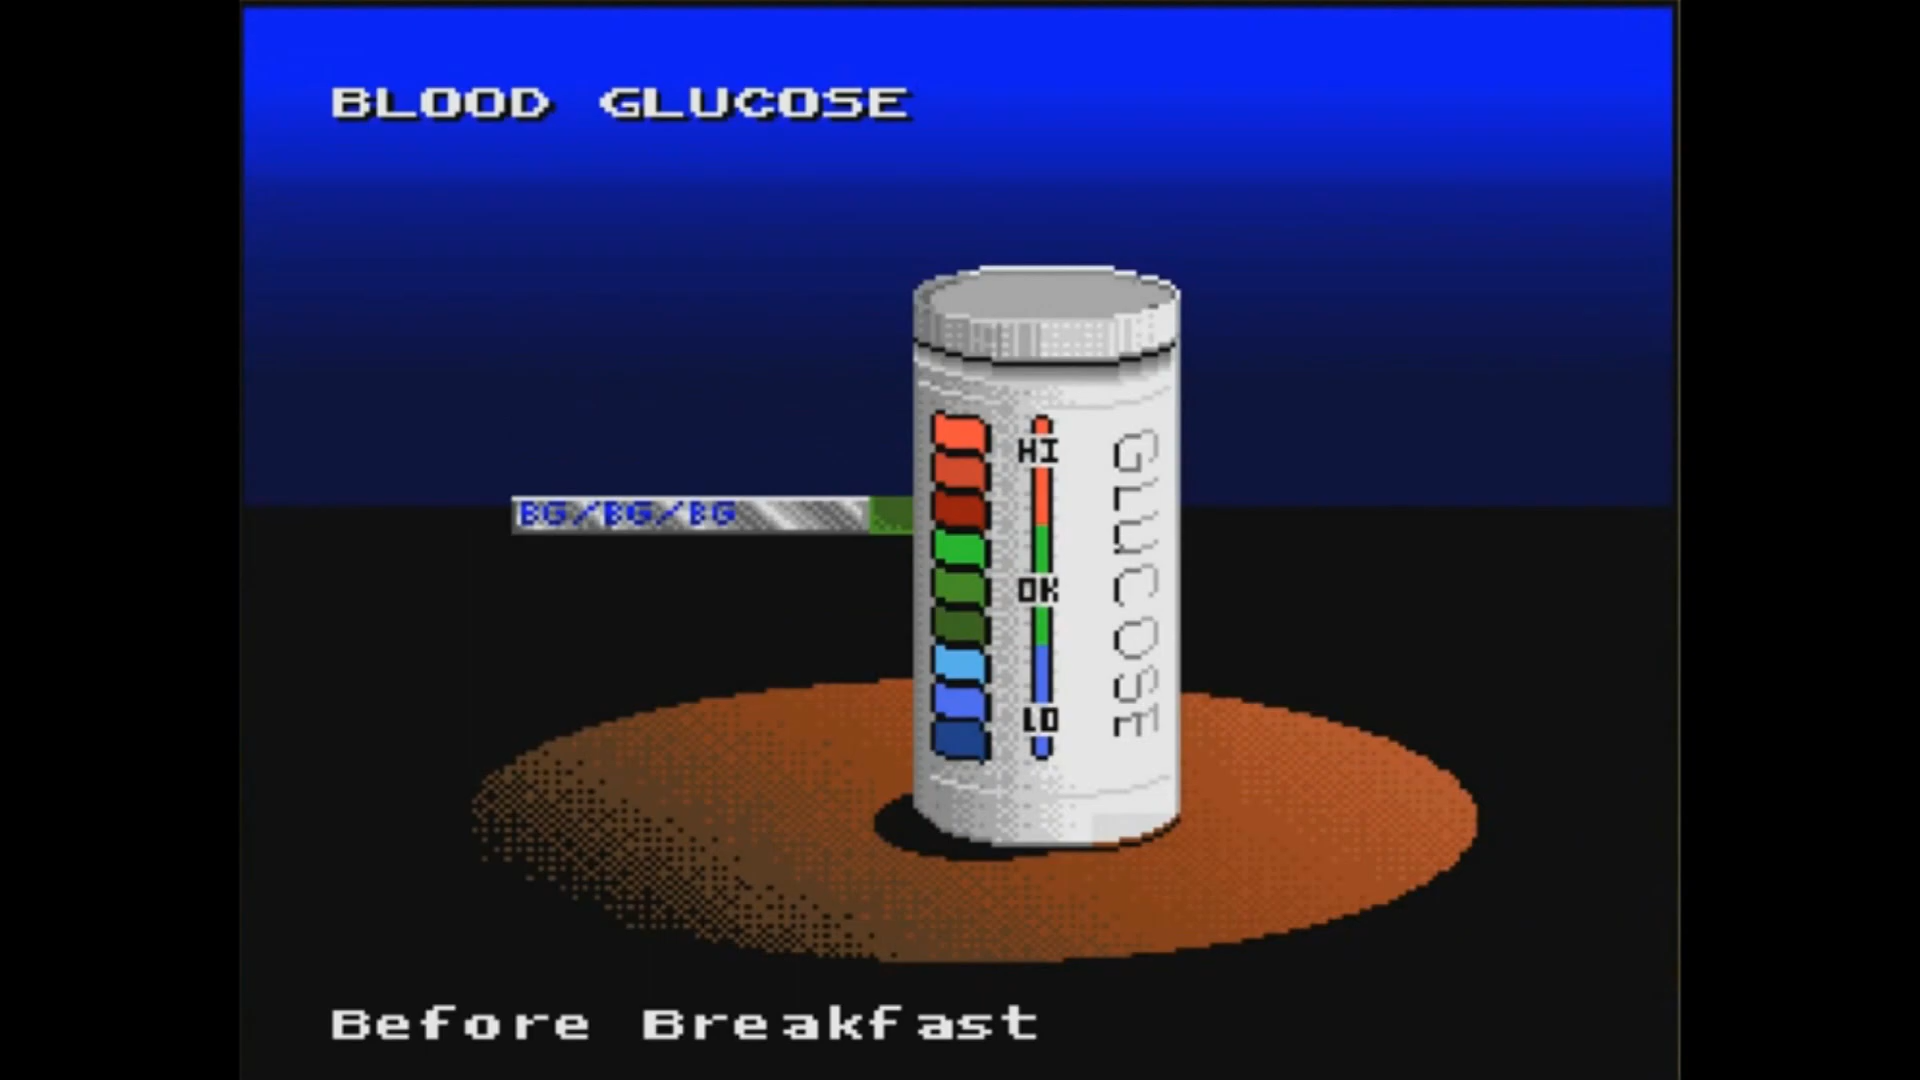 BLOOD GLUCOSE
BG/BG/BG
HI
OK
LO
GLUCOSE
Before Breakfast